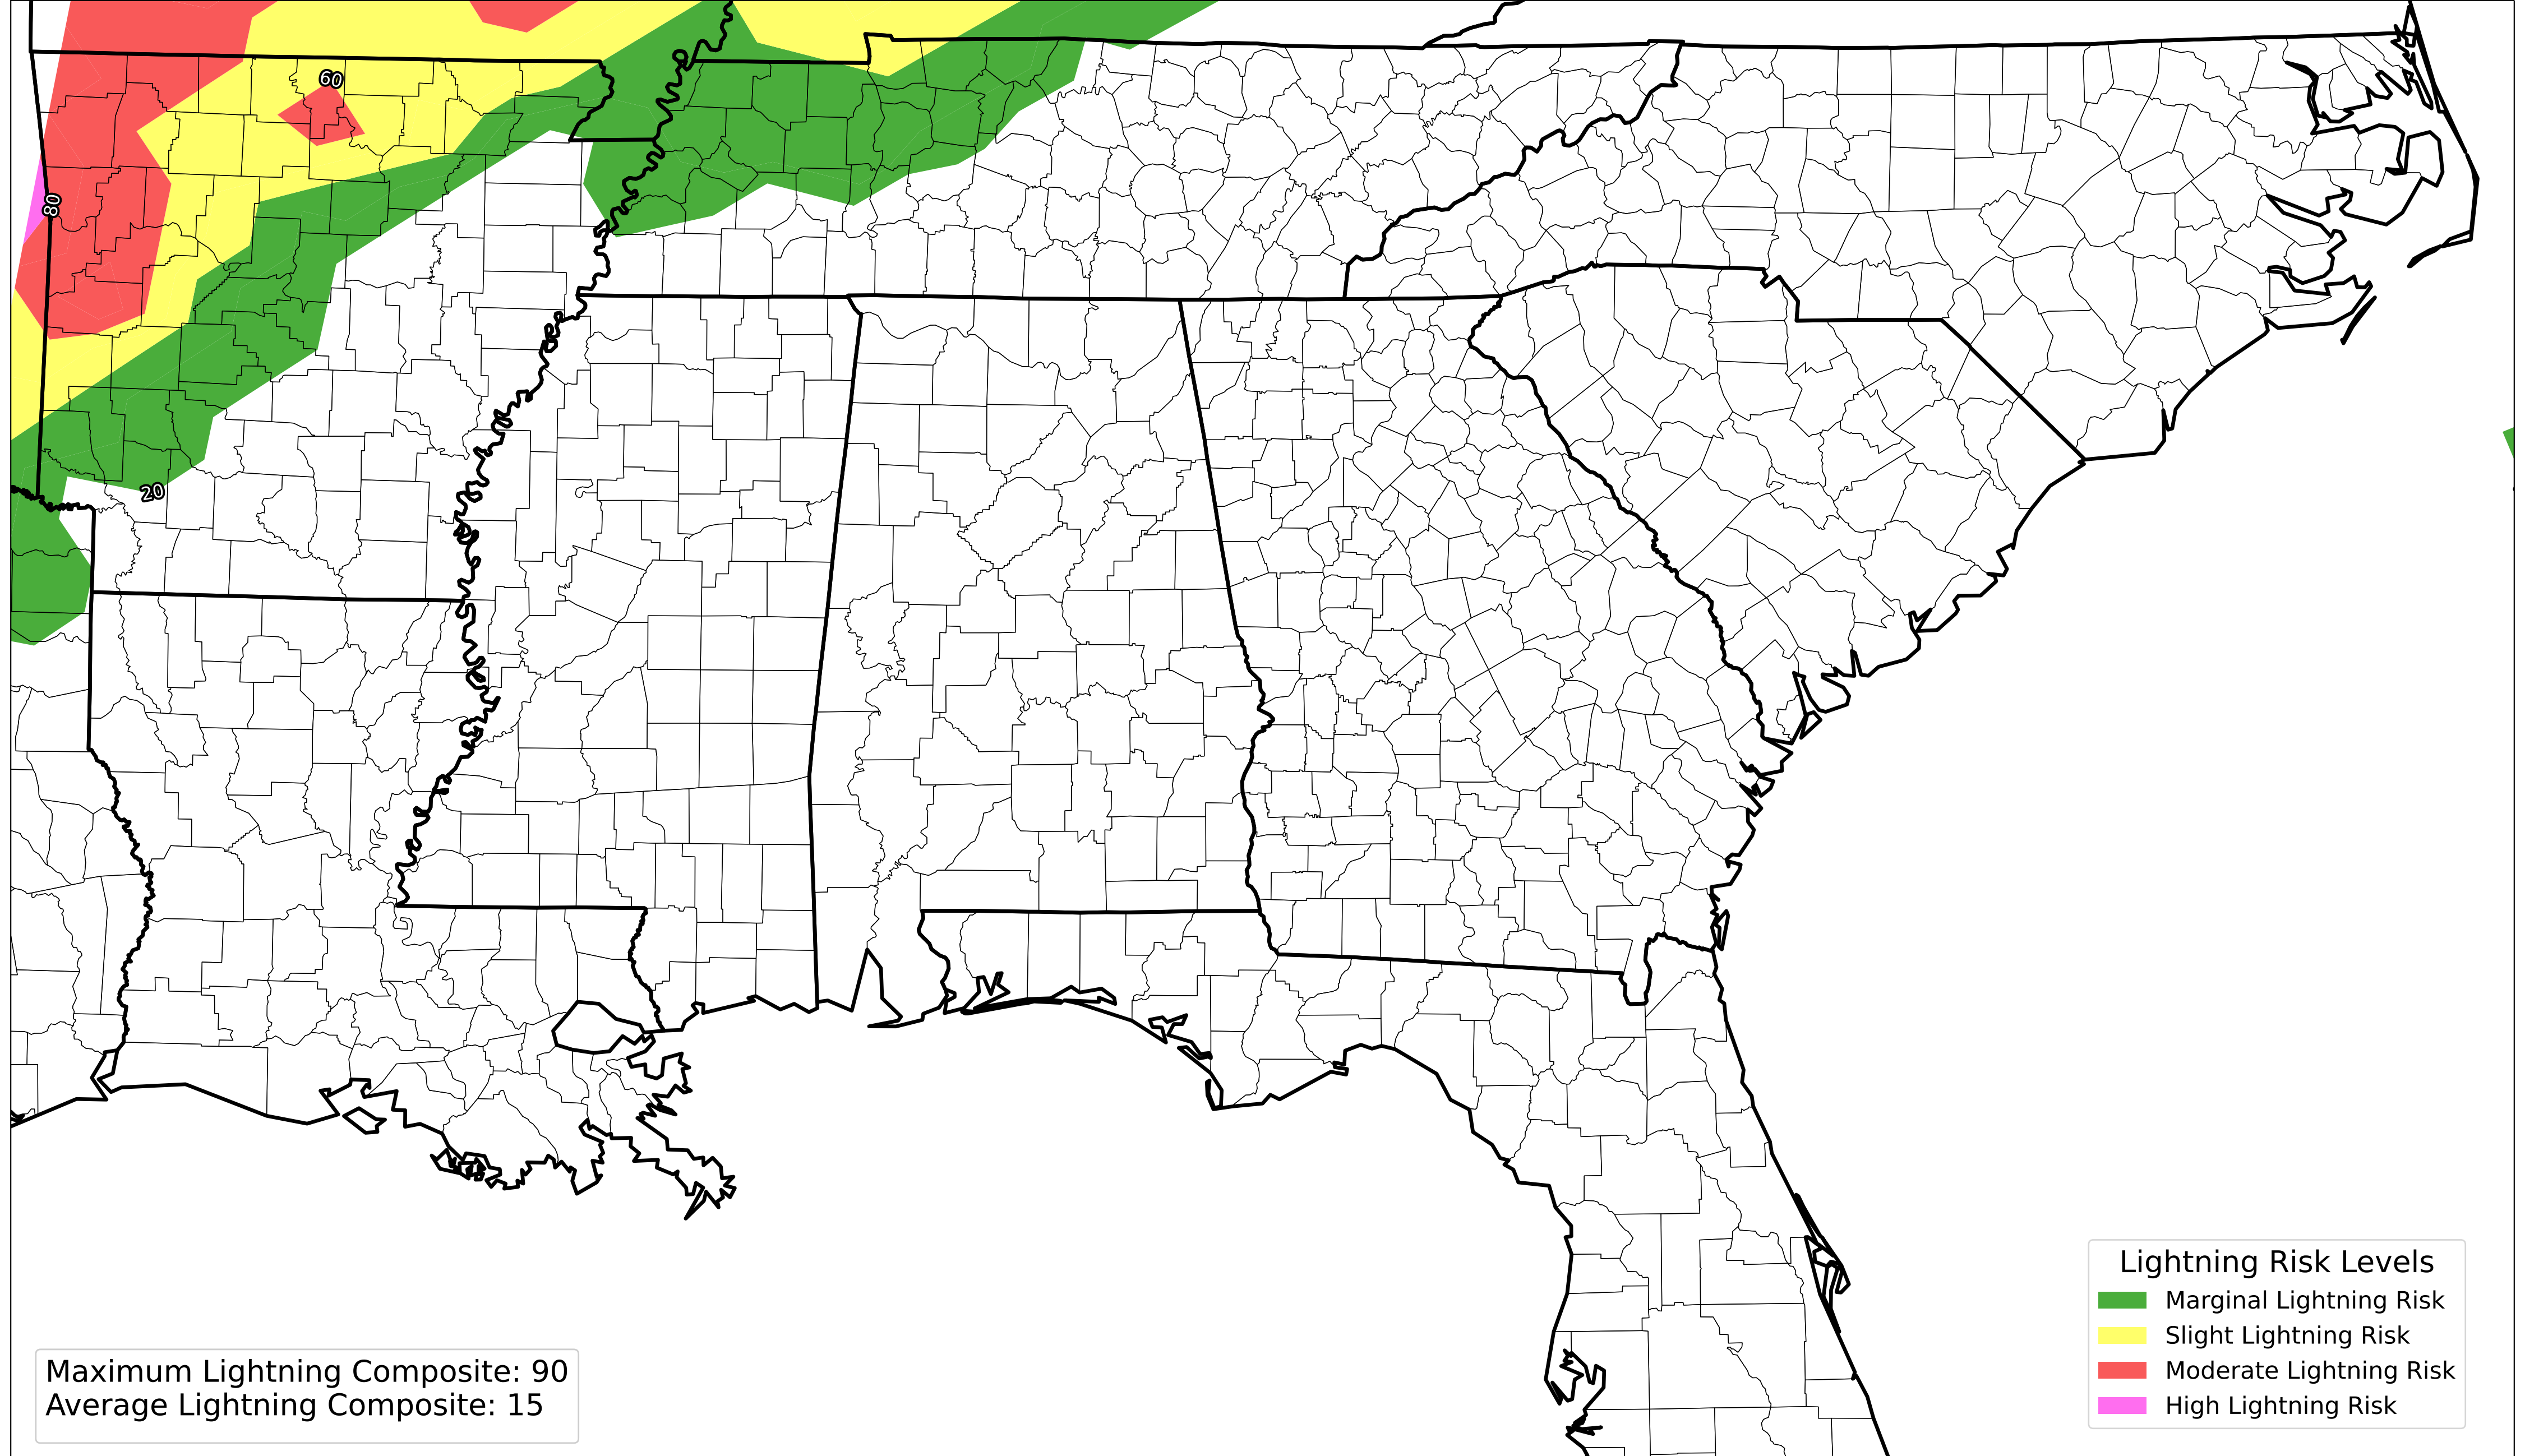 60
80
20
Lightning Risk Levels
Marginal Lightning Risk
Slight Lightning Risk
Moderate Lightning Risk
High Lightning Risk
Maximum Lightning Composite: 90
Average Lightning Composite: 15